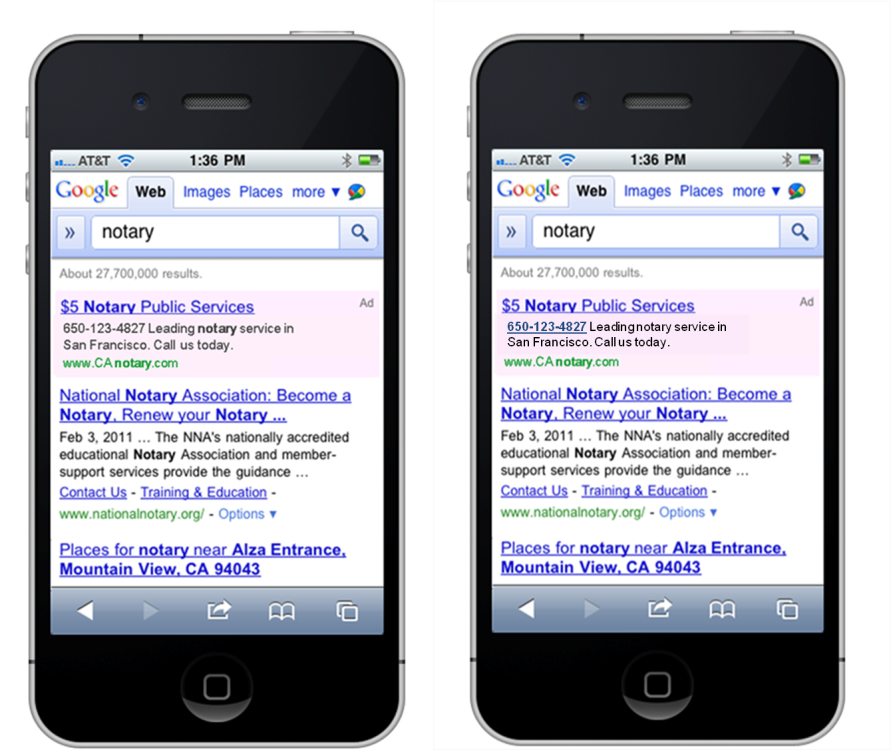 AT&T 1:36 PM
Google Web Images Places more ▼
» notary
About 27,700,000 results.
$5 Notary Public Services Ad
650-123-4827 Leading notary service in
San Francisco. Call us today.
www.CAnotary.com
National Notary Association: Become a
Notary, Renew your Notary ...
Feb 3, 2011 ... The NNA's nationally accredited
educational Notary Association and member-
support services provide the guidance ...
Contact Us - Training & Education -
www.nationalnotary.org/ - Options ▼
Places for notary near Alza Entrance,
Mountain View, CA 94043
AT&T 1:36 PM
Google Web Images Places more ▼
» notary
About 27,700,000 results.
$5 Notary Public Services Ad
650-123-4827 Leading notary service in
San Francisco. Call us today.
www.CAnotary.com
National Notary Association: Become a
Notary, Renew your Notary ...
Feb 3, 2011 ... The NNA's nationally accredited
educational Notary Association and member-
support services provide the guidance ...
Contact Us - Training & Education -
www.nationalnotary.org/ - Options ▼
Places for notary near Alza Entrance,
Mountain View, CA 94043